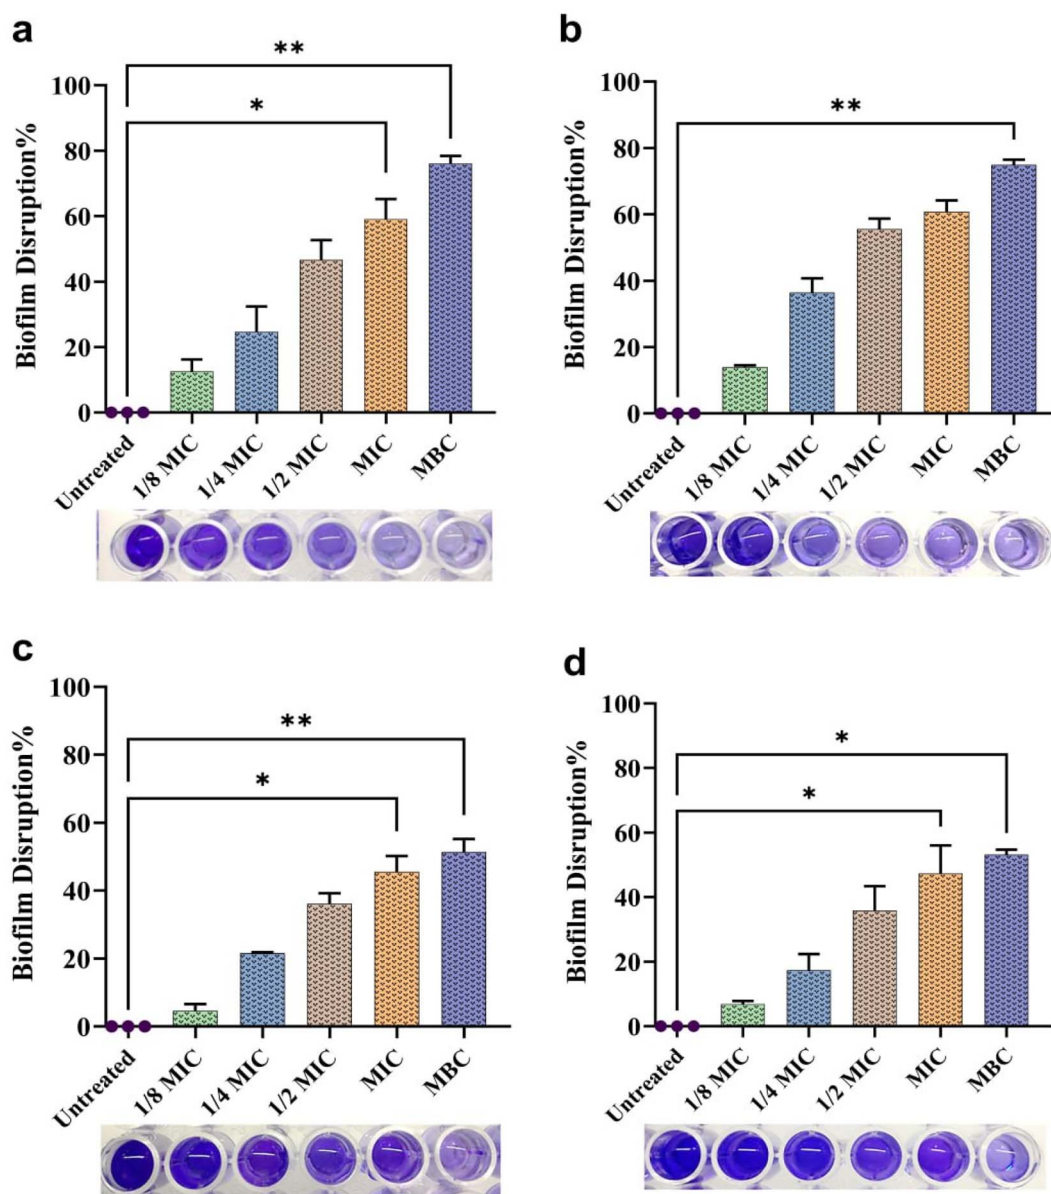 a
**
*
100
80
60
40
20
0
Biofilm Disruption%
Untreated
1/8 MIC
1/4 MIC
1/2 MIC
MIC
MBC
b
**
100
80
60
40
20
0
Biofilm Disruption%
Untreated
1/8 MIC
1/4 MIC
1/2 MIC
MIC
MBC
c
**
*
100
80
60
40
20
0
Biofilm Disruption%
Untreated
1/8 MIC
1/4 MIC
1/2 MIC
MIC
MBC
d
*
*
100
80
60
40
20
0
Biofilm Disruption%
Untreated
1/8 MIC
1/4 MIC
1/2 MIC
MIC
MBC